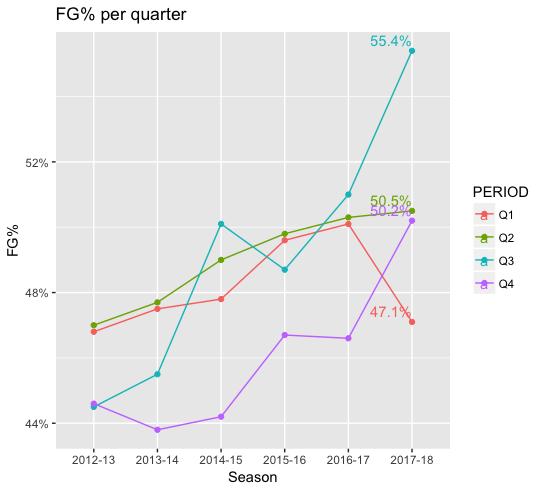 FG% per quarter
55.4%
52%
50.5%
50.2%
48%
47.1%
44%
FG%
2012-13 2013-14 2014-15 2015-16 2016-17 2017-18
Season
PERIOD
a Q1
a Q2
a Q3
a Q4